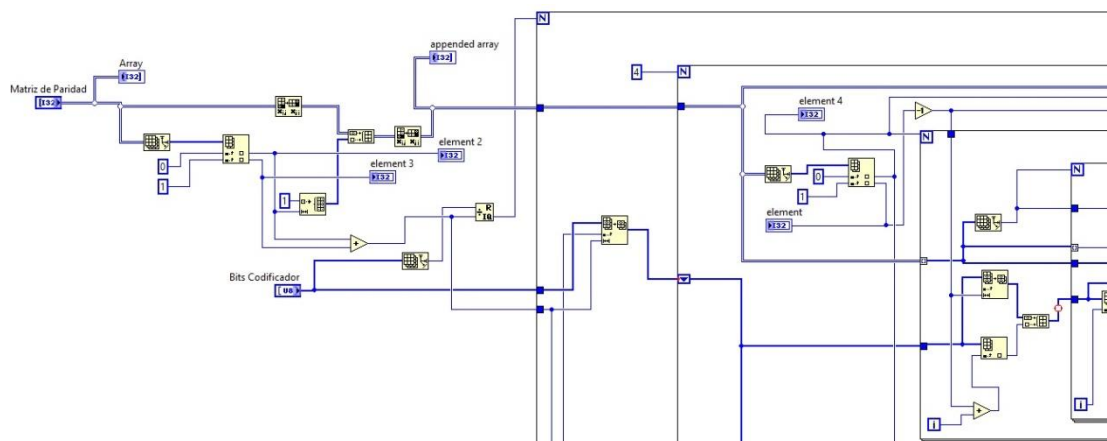 Matriz de Paridad
[I32]
Array
I32]
appended array
I32]
element 2
I32
element 3
I32
0
1
1
R
IQ
Bits Codificador
[U8]
N
4
N
element 4
I32
0
1
element
I32
-1
N
N
i
i